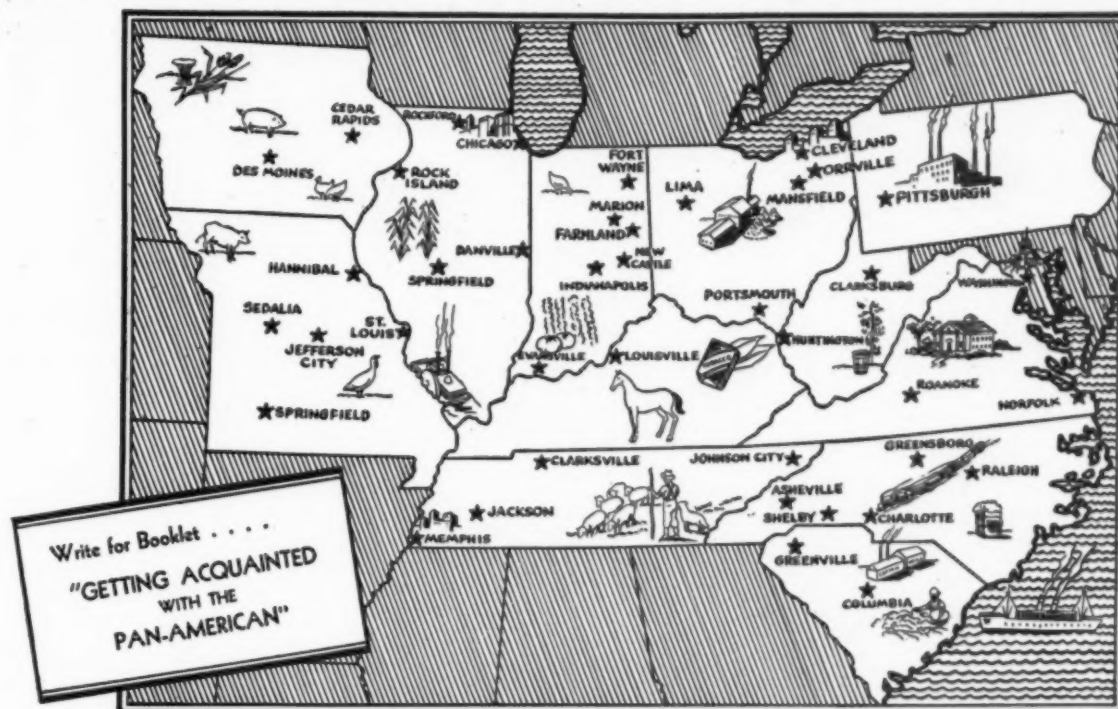 CEDAR
RAPIDS
DES MOINES
ROCKFORD
CHICAGO
ROCK
ISLAND
DANVILLE
SPRINGFIELD
FORT
WAYNE
MARION
FARMLAND
NEW
CASTLE
INDIANAPOLIS
EVANSVILLE
LIMA
CLEVELAND
ORRVILLE
MANSFIELD
PORTSMOUTH
PITTSBURGH
CLARKSBURG
HUNTINGTON
WASHINGTON
ROANOKE
NORFOLK
HANNIBAL
SEDALIA
JEFFERSON
CITY
ST.
LOUIS
SPRINGFIELD
LOUISVILLE
CLARKSVILLE
JOHNSON CITY
JACKSON
MEMPHIS
GREENSBORO
RALEIGH
ASHEVILLE
SHELBY
CHARLOTTE
GREENVILLE
COLUMBIA
Write for Booklet . . . .
"GETTING ACQUAINTED
WITH THE
PAN-AMERICAN"